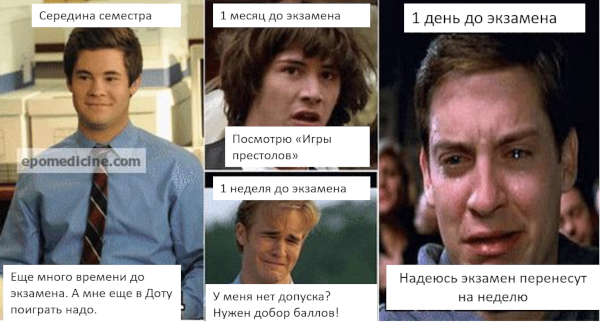 Середина семестра
epomedicine.com
Еще много времени до
экзамена. А мне еще в Доту
поиграть надо.
1 месяц до экзамена
Посмотрю «Игры
престолов»
1 неделя до экзамена
У меня нет допуска?
Нужен добор баллов!
1 день до экзамена
Надеюсь экзамен перенесут
на неделю